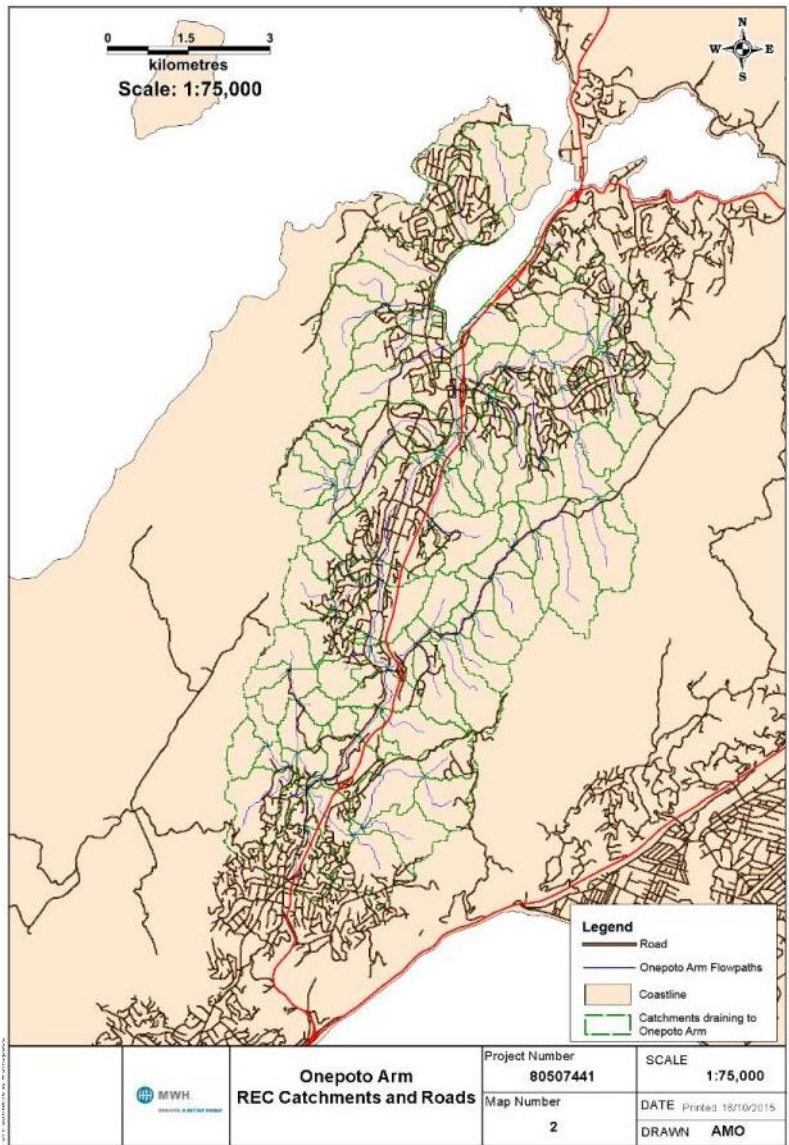 0 1.5 3
kilometres
Scale: 1:75,000
N
W E
S
Legend
Road
Onepoto Arm Flowpaths
Coastline
Catchments draining to
Onepoto Arm
MWH.
Onepoto Arm
REC Catchments and Roads
Project Number
80507441
Map Number
2
SCALE
1:75,000
DATE Printed 16/10/2015
DRAWN AMO